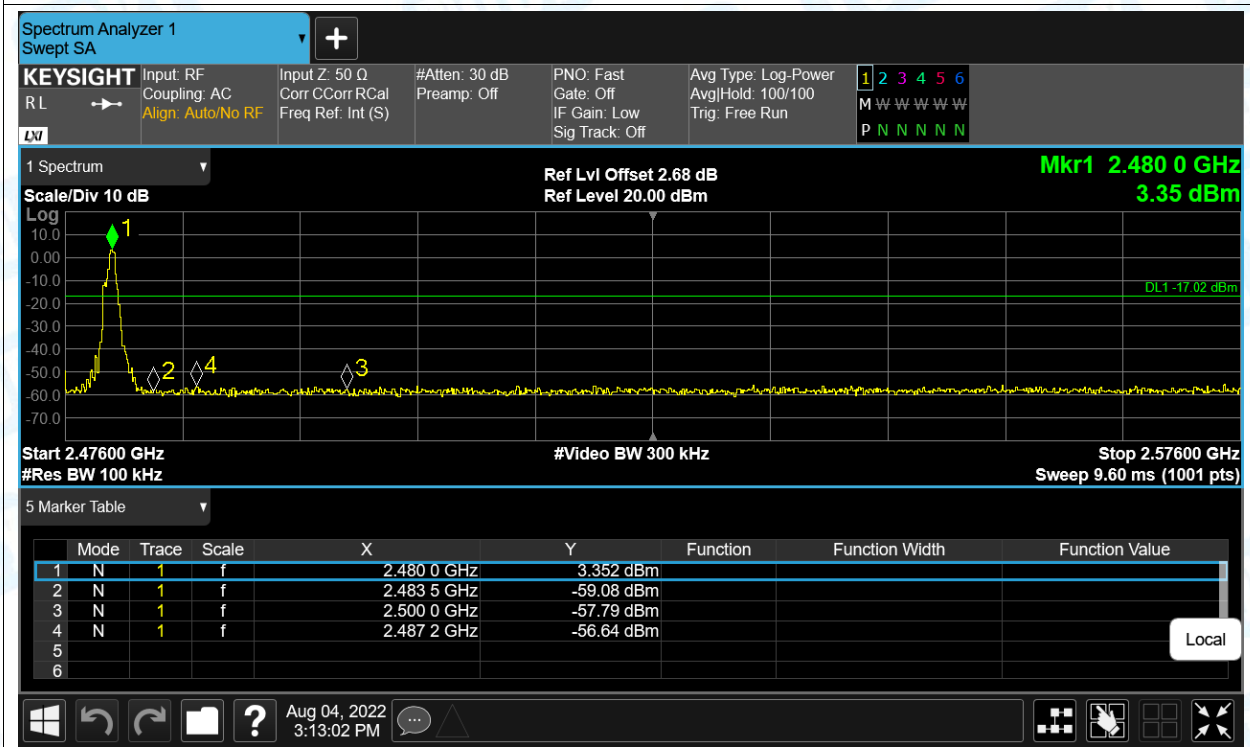 Spectrum Analyzer 1
Swept SA
KEYSIGHT Input: RF Input Z: 50 Ω #Atten: 30 dB PNO: Fast Avg Type: Log-Power 1 2 3 4 5 6
R L Coupling: AC Corr CCorr RCal Preamp: Off Gate: Off Avg|Hold: 100/100 M W W W W W W
Align: Auto/No RF Freq Ref: Int (S) IF Gain: Low Trig: Free Run
LXI Sig Track: Off P N N N N N N
1 Spectrum Ref Lvl Offset 2.68 dB Mkr1 2.480 0 GHz
Scale/Div 10 dB Ref Level 20.00 dBm 3.35 dBm
Log
1
10.0
0.00
-10.0
DL1 -17.02 dBm
-20.0
-30.0
-40.0
-50.0 2 4 3
-60.0
-70.0
Start 2.47600 GHz #Video BW 300 kHz Stop 2.57600 GHz
#Res BW 100 kHz Sweep 9.60 ms (1001 pts)
5 Marker Table
Mode Trace Scale X Y Function Function Width Function Value
1 N 1 f 2.480 0 GHz 3.352 dBm
2 N 1 f 2.483 5 GHz -59.08 dBm
3 N 1 f 2.500 0 GHz -57.79 dBm
4 N 1 f 2.487 2 GHz -56.64 dBm
5
6
Local
? Aug 04, 2022
3:13:02 PM